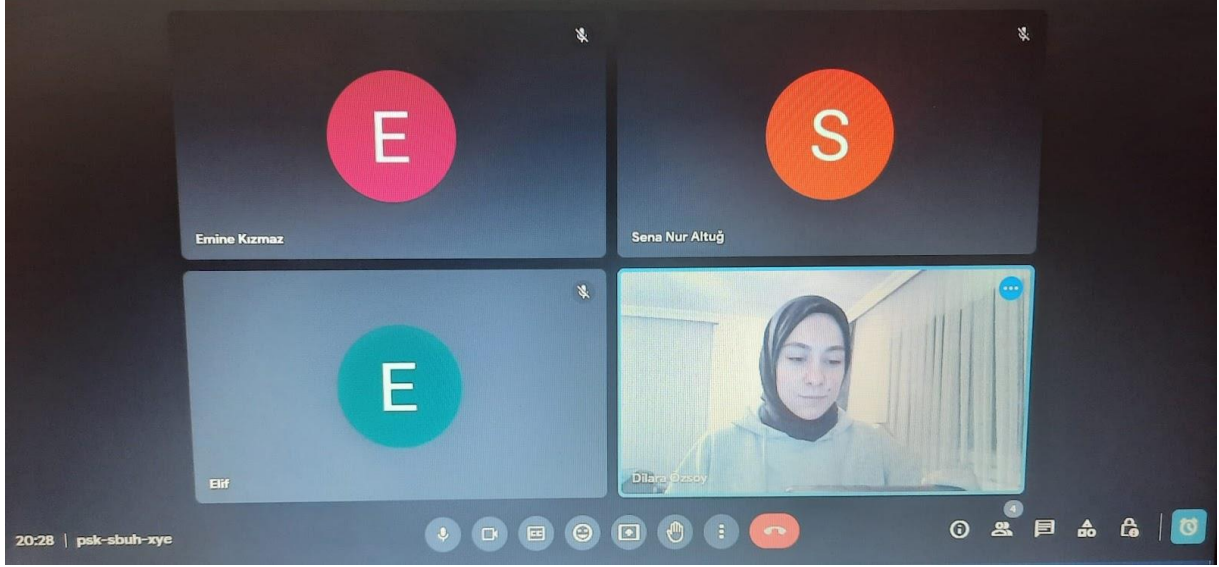 E
Emine Kızmaz
S
Sena Nur Altuğ
E
Elif
Dilara Özsoy
4
20:28 | psk-sbuh-xye